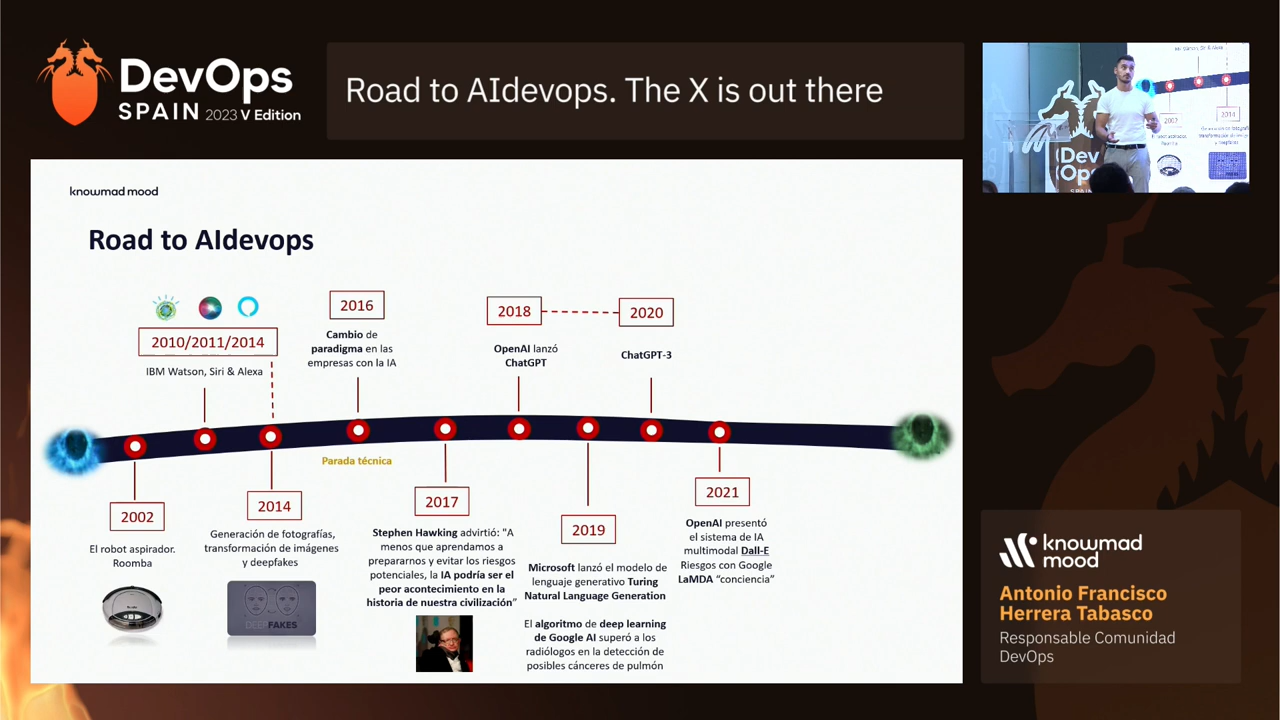 DevOps
SPAIN 2023 V Edition
Road to AIdevops. The X is out there
knowmad mood
Road to AIdevops
2010/2011/2014
IBM Watson, Siri & Alexa
2016
Cambio de
paradigma en las
empresas con la IA
2018
OpenAI lanzó
ChatGPT
2020
ChatGPT-3
Parada técnica
2002
El robot aspirador.
Roomba
2014
Generación de fotografías,
transformación de imágenes
y deepfakes
DEEPFAKES
2017
Stephen Hawking advirtió: "A
menos que aprendamos a
prepararnos y evitar los riesgos
potenciales, la IA podría ser el
peor acontecimiento en la
historia de nuestra civilización"
2019
Microsoft lanzó el modelo de
lenguaje generativo Turing
Natural Language Generation
El algoritmo de deep learning
de Google AI superó a los
radiólogos en la detección de
posibles cánceres de pulmón
2021
OpenAI presentó
el sistema de IA
multimodal Dall-E
Riesgos con Google
LaMDA "conciencia"
2002
2014
Dev
Ops
knowmad
mood
Antonio Francisco
Herrera Tabasco
Responsable Comunidad
DevOps